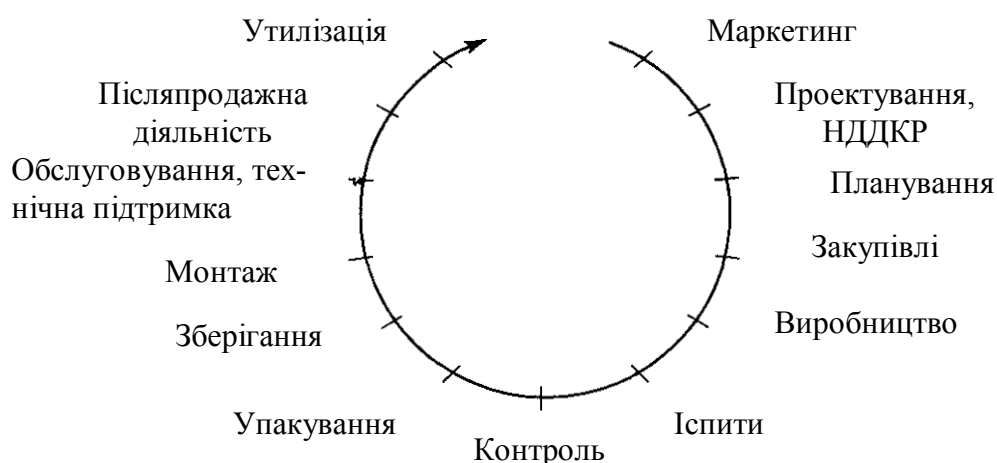 Утилізація
Маркетинг
Післяпродажна
діяльність
Проектування,
НДДКР
Обслуговування, тех-
нічна підтримка
Планування
Закупівлі
Монтаж
Виробництво
Зберігання
Упакування
Іспити
Контроль